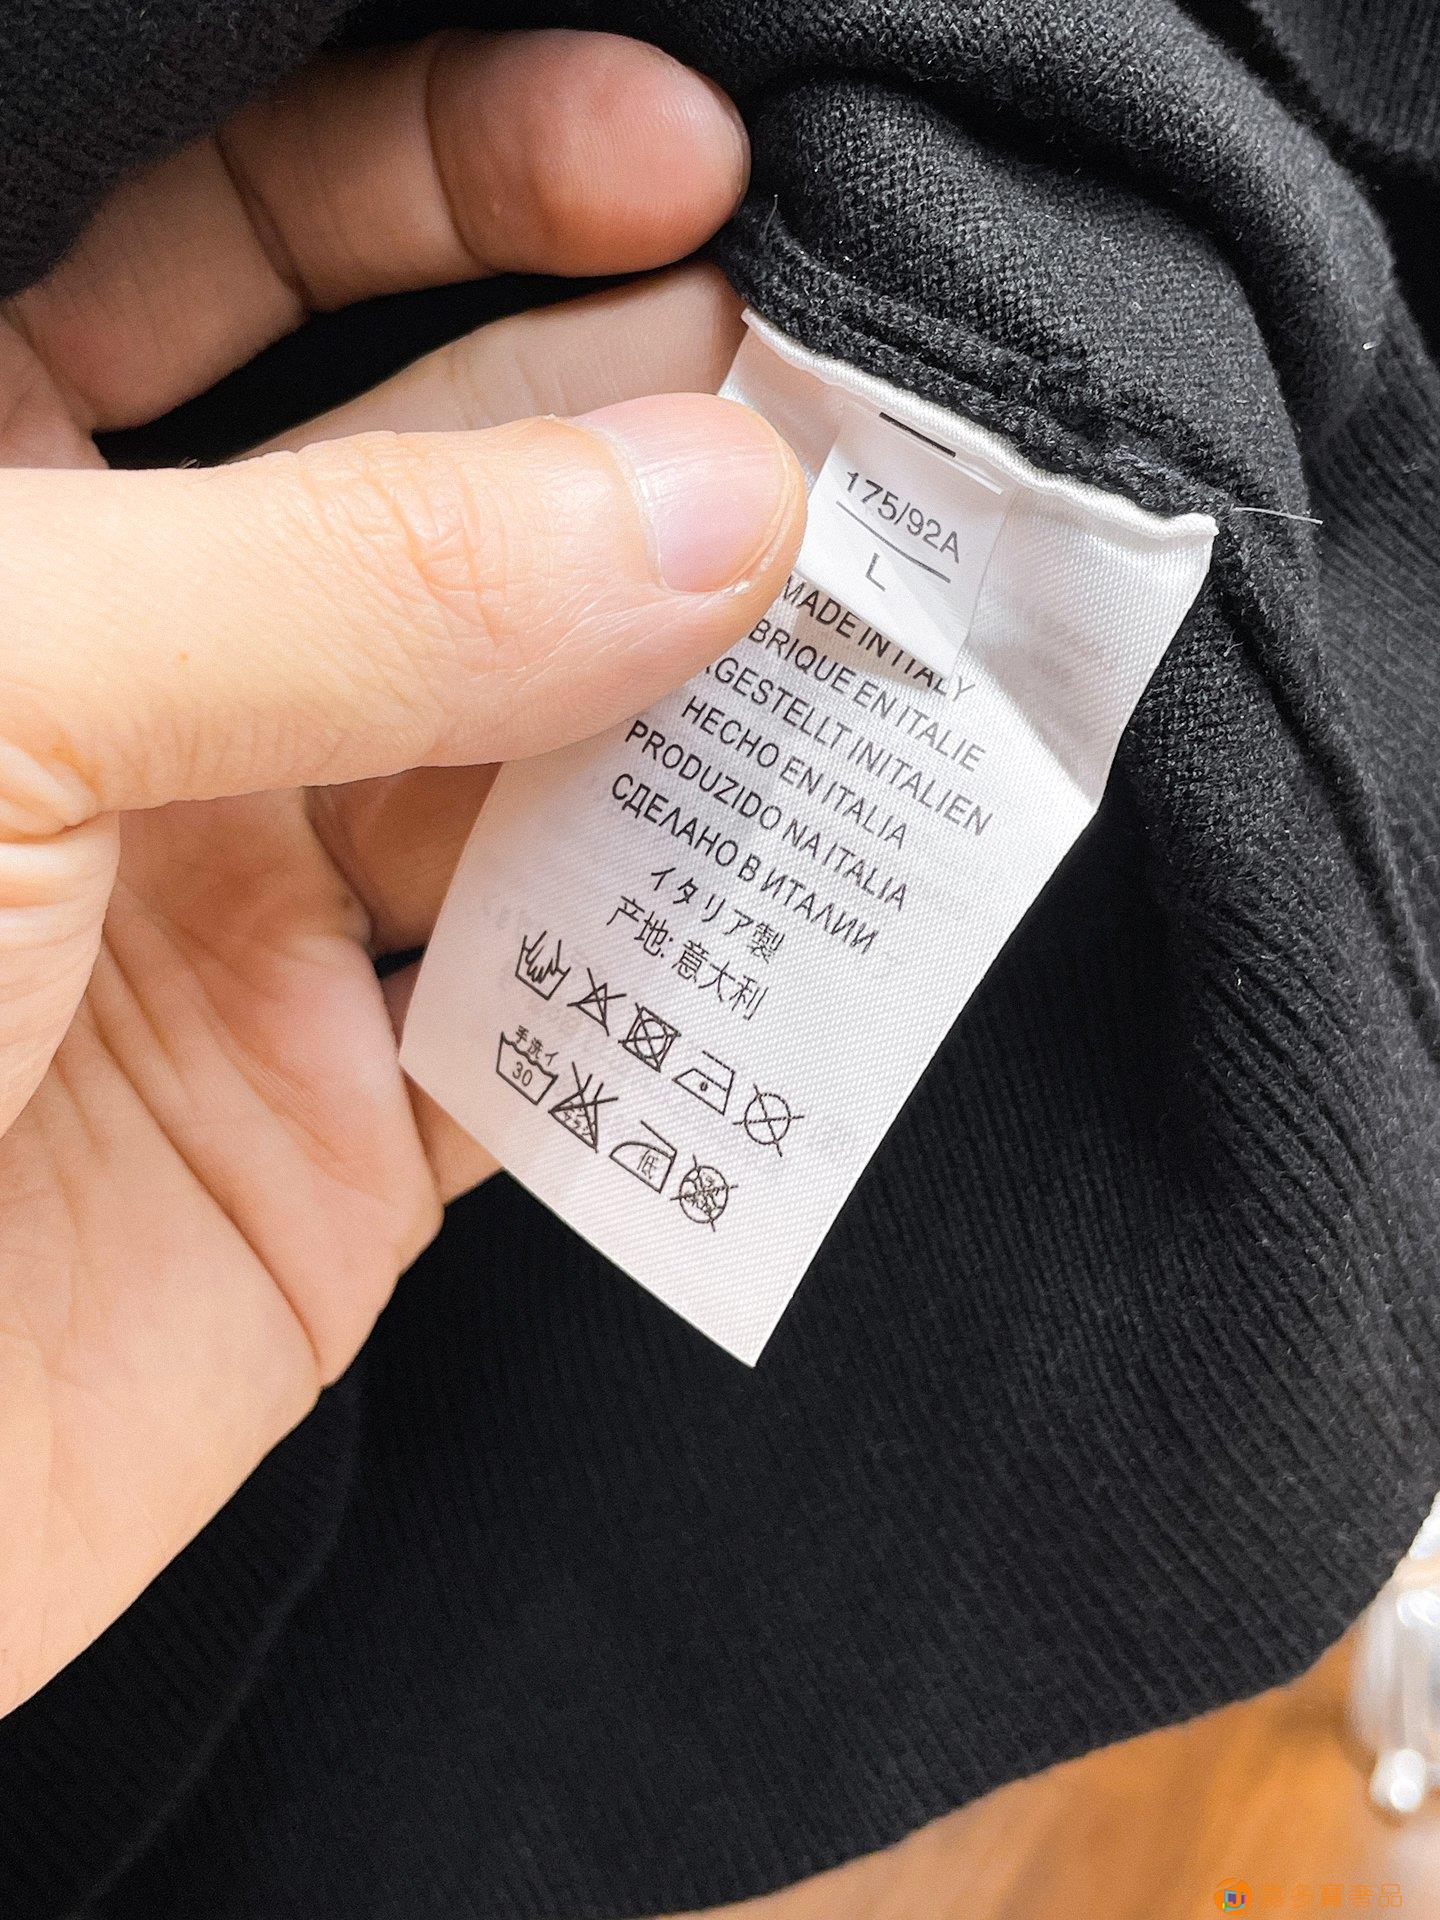 175/92A
L
MADE IN ITALY
BRIQUE EN ITALIE
GESTELLT IN ITALIEN
HECHO EN ITALIA
PRODUZIDO NA ITALIA
СДЕЛАНО В ИТАЛИИ
イタリア製
产地: 意大利
手洗イ
30
低